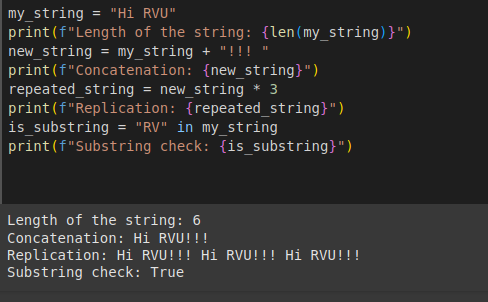 my_string = "Hi RVU"
print(f"Length of the string: {len(my_string)}")
new_string = my_string + "!!! "
print(f"Concatenation: {new_string}")
repeated_string = new_string * 3
print(f"Replication: {repeated_string}")
is_substring = "RV" in my_string
print(f"Substring check: {is_substring}")
Length of the string: 6
Concatenation: Hi RVU!!!
Replication: Hi RVU!!! Hi RVU!!! Hi RVU!!!
Substring check: True